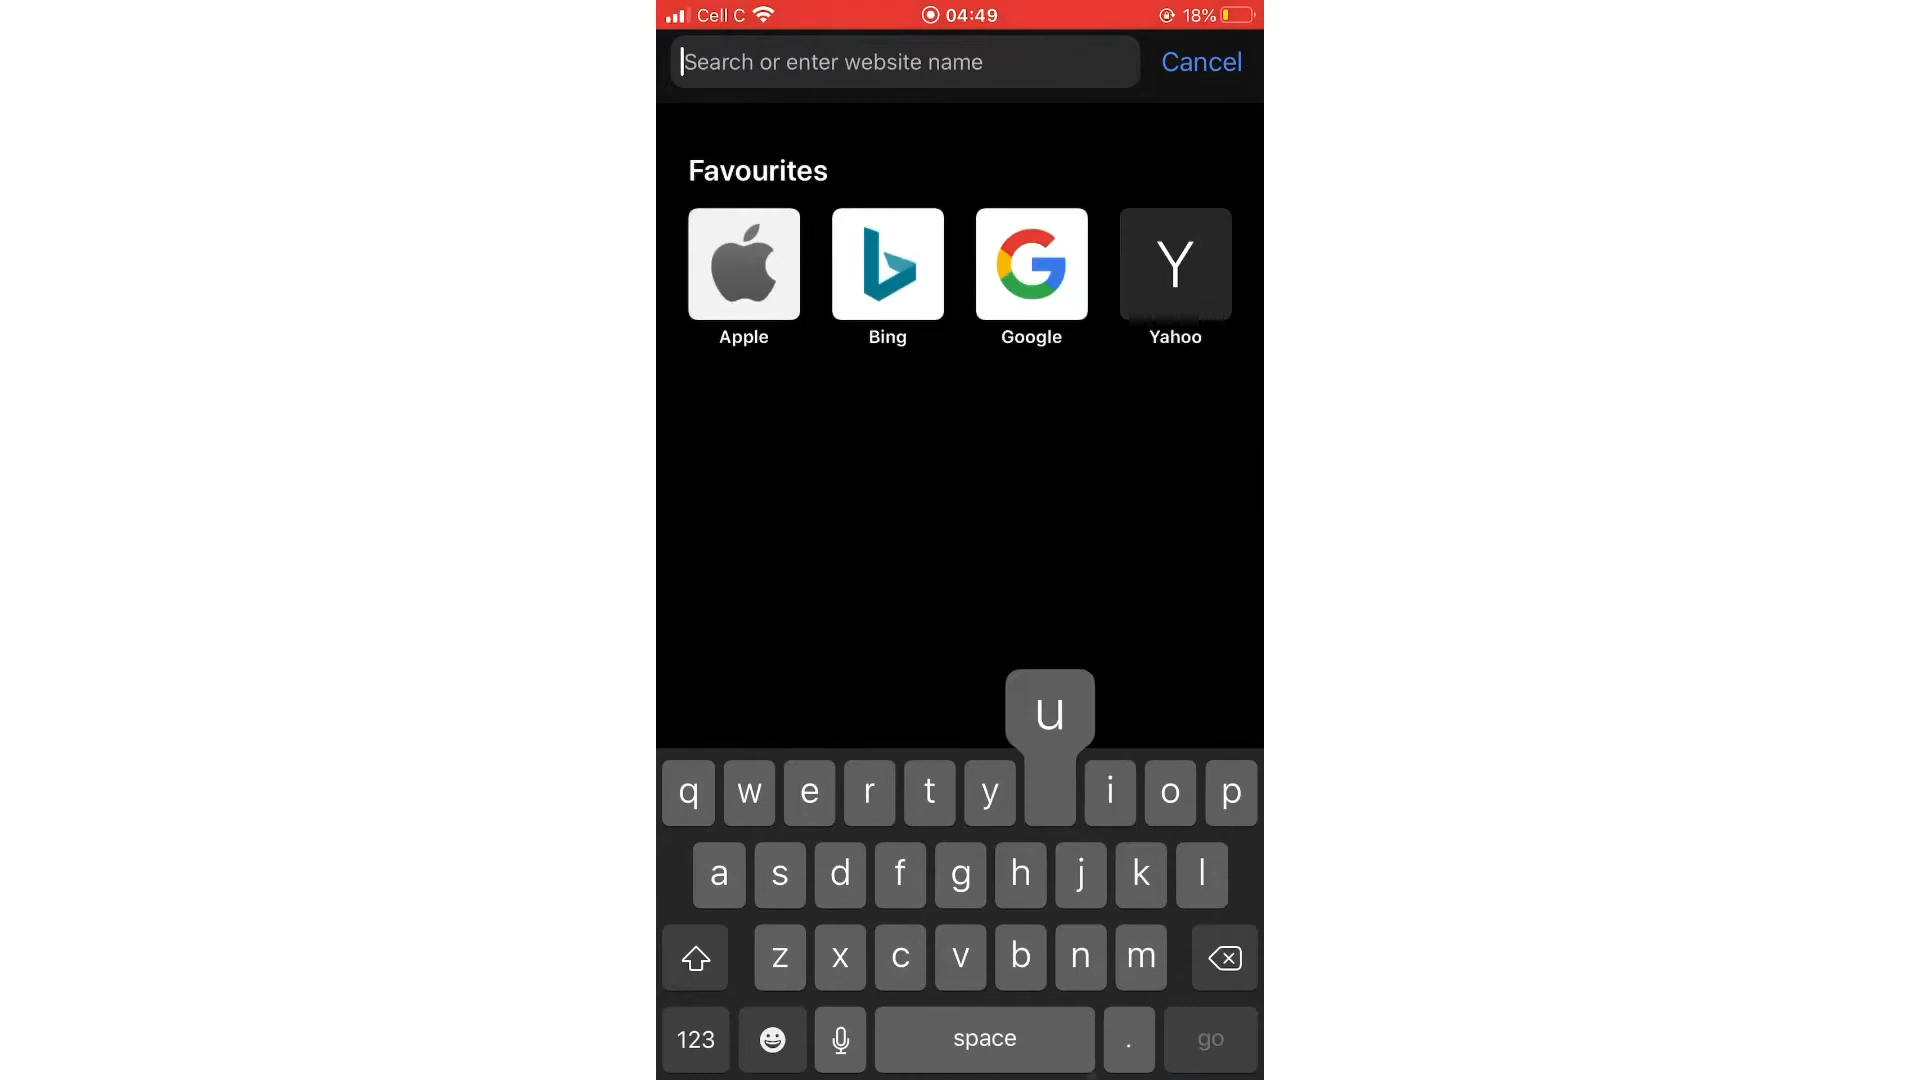 Cell C 04:49 18%
Search or enter website name Cancel
Favourites
Y
Apple Bing Google Yahoo
u
q w e r t y i o p
a s d f g h j k l
z x c v b n m
123 space . go